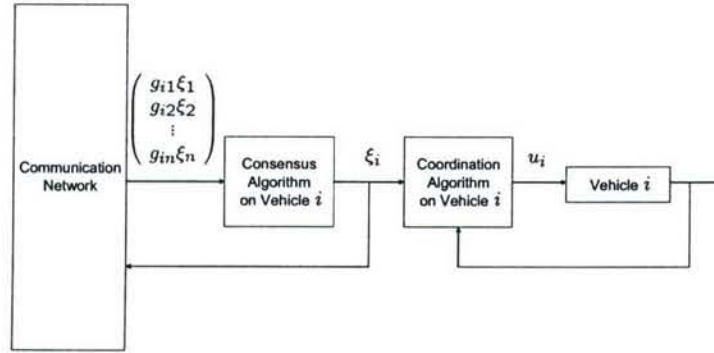 g_{i1}ξ_1
g_{i2}ξ_2
⋮
g_{in}ξ_n
Communication
Network
Consensus
Algorithm
on Vehicle i
ξ_i
Coordination
Algorithm
on Vehicle i
u_i
Vehicle i